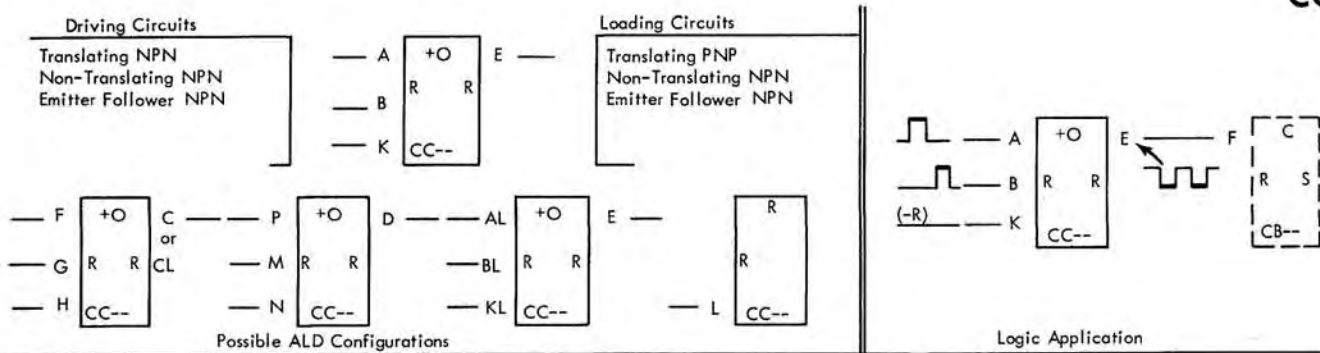 CC
Driving Circuits
Translating NPN
Non-Translating NPN
Emitter Follower NPN
A
B
K
+O
R R
CC--
E
Loading Circuits
Translating PNP
Non-Translating NPN
Emitter Follower NPN
F
G
H
+O
R R
CC--
C
or
CL
P
M
N
+O
R R
CC--
D
AL
BL
KL
+O
R R
CC--
E
L
R
R
CC--
Possible ALD Configurations
A
B
(-R) K
+O
R R
CC--
E
F
C
R S
CB--
Logic Application